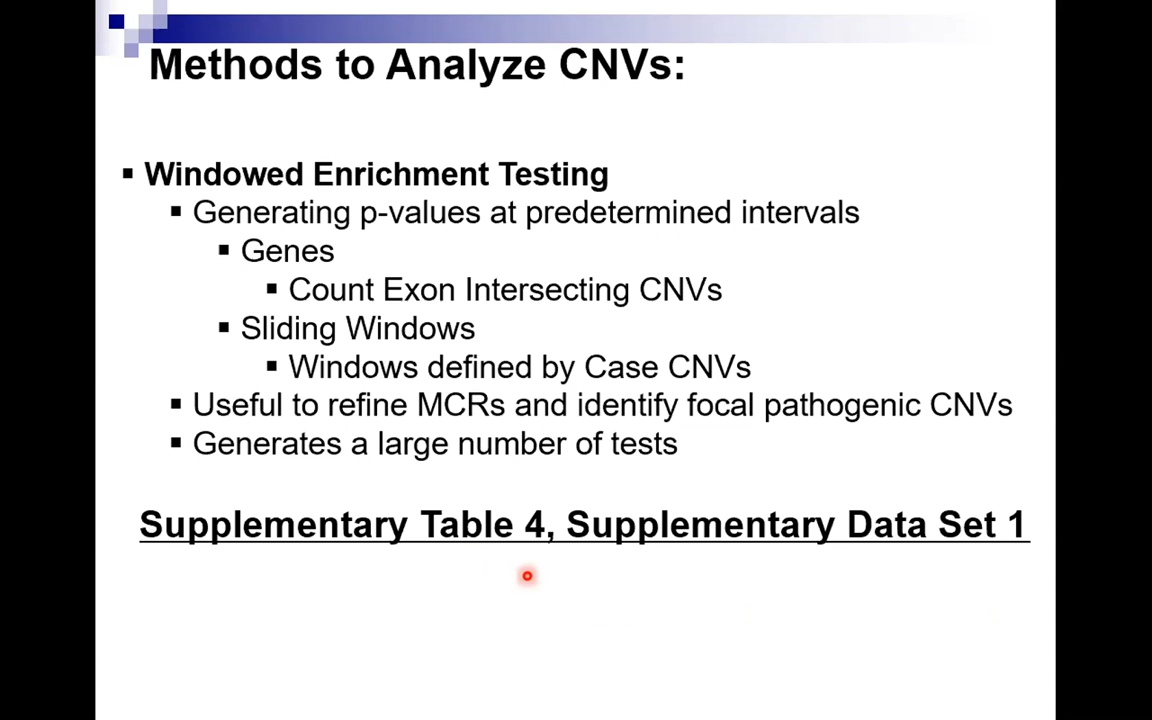 Methods to Analyze CNVs:
▪ Windowed Enrichment Testing
▪ Generating p-values at predetermined intervals
▪ Genes
▪ Count Exon Intersecting CNVs
▪ Sliding Windows
▪ Windows defined by Case CNVs
▪ Useful to refine MCRs and identify focal pathogenic CNVs
▪ Generates a large number of tests
Supplementary Table 4, Supplementary Data Set 1